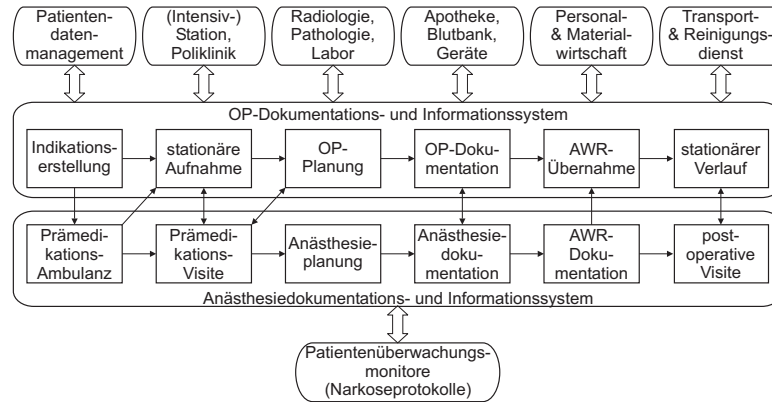 Patienten-
daten-
management
(Intensiv-)
Station,
Poliklinik
Radiologie,
Pathologie,
Labor
Apotheke,
Blutbank,
Geräte
Personal-
& Material-
wirtschaft
Transport-
& Reinigungs-
dienst
OP-Dokumentations- und Informationssystem
Indikations-
erstellung
stationäre
Aufnahme
OP-
Planung
OP-Doku-
mentation
AWR-
Übernahme
stationärer
Verlauf
Prämedi-
kations-
Ambulanz
Prämedi-
kations-
Visite
Anästhesie-
planung
Anästhesie-
doku-
mentation
AWR-
Doku-
mentation
post-
operative
Visite
Anästhesiedokumentations- und Informationssystem
Patientenüberwachungs-
monitore
(Narkoseprotokolle)